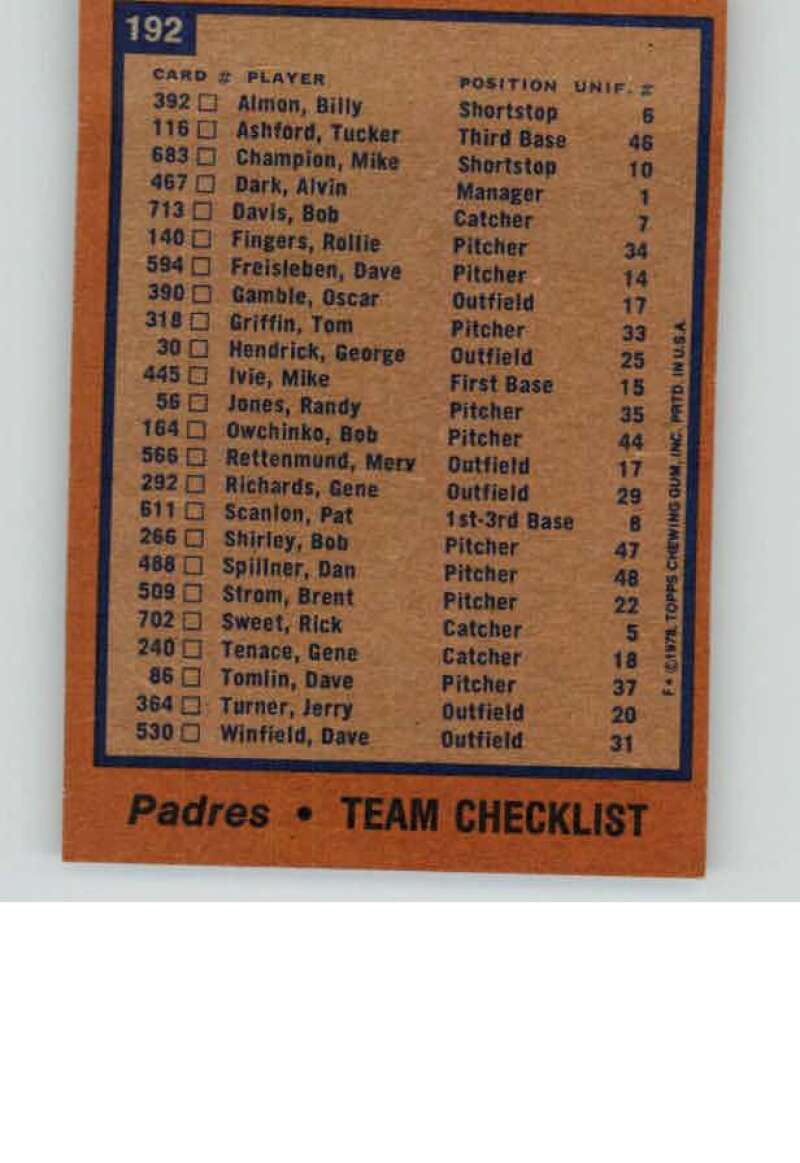 192
CARD # PLAYER POSITION UNIF. #
392 Almon, Billy Shortstop 6
116 Ashford, Tucker Third Base 46
683 Champion, Mike Shortstop 10
467 Dark, Alvin Manager 1
713 Davis, Bob Catcher 7
140 Fingers, Rollie Pitcher 34
594 Freisleben, Dave Pitcher 14
390 Gamble, Oscar Outfield 17
318 Griffin, Tom Pitcher 33
30 Hendrick, George Outfield 25
445 Ivie, Mike First Base 15
56 Jones, Randy Pitcher 35
164 Owchinko, Bob Pitcher 44
566 Rettenmund, Merv Outfield 17
292 Richards, Gene Outfield 29
611 Scanlon, Pat 1st-3rd Base 8
266 Shirley, Bob Pitcher 47
488 Spillner, Dan Pitcher 48
509 Strom, Brent Pitcher 22
702 Sweet, Rick Catcher 5
240 Tenace, Gene Catcher 18
86 Tomlin, Dave Pitcher 37
364 Turner, Jerry Outfield 20
530 Winfield, Dave Outfield 31
F* ©1978, TOPPS CHEWING GUM, INC. PRTD. IN U.S.A.
Padres • TEAM CHECKLIST